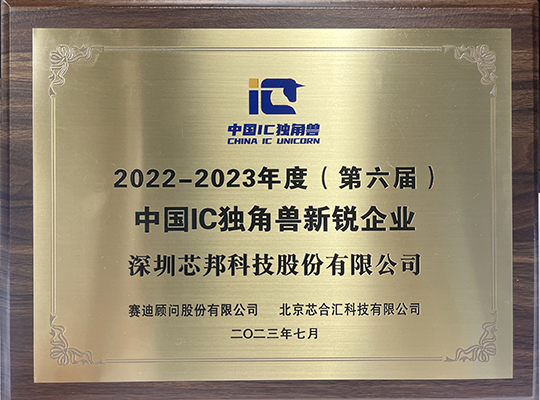 iC
中国IC独角兽
CHINA IC UNICORN
2022-2023年度(第六届)
中国IC独角兽新锐企业
深圳芯邦科技股份有限公司
赛迪顾问股份有限公司 北京芯合汇科技有限公司
二〇二三年七月